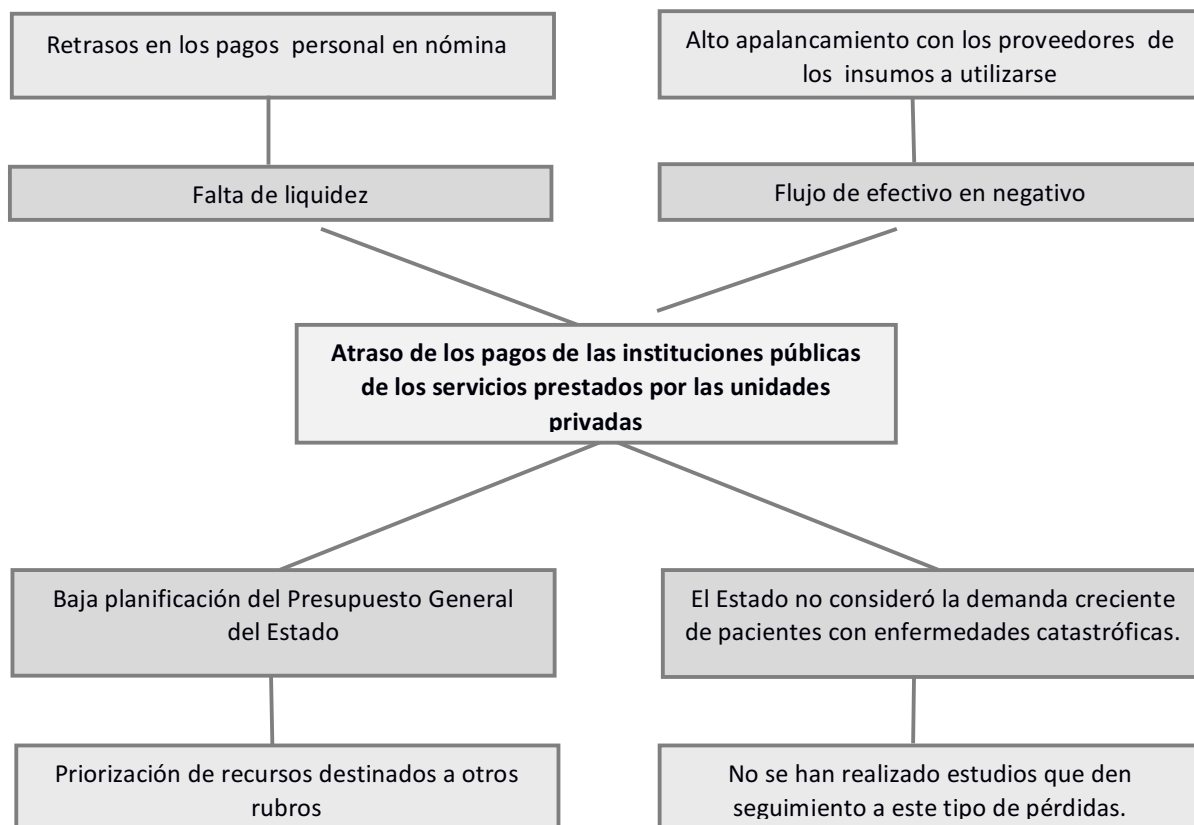 Retrasos en los pagos personal en nómina
Alto apalancamiento con los proveedores de
los insumos a utilizarse
Falta de liquidez
Flujo de efectivo en negativo
Atraso de los pagos de las instituciones públicas
de los servicios prestados por las unidades
privadas
Baja planificación del Presupuesto General
del Estado
El Estado no consideró la demanda creciente
de pacientes con enfermedades catastróficas.
Priorización de recursos destinados a otros
rubros
No se han realizado estudios que den
seguimiento a este tipo de pérdidas.